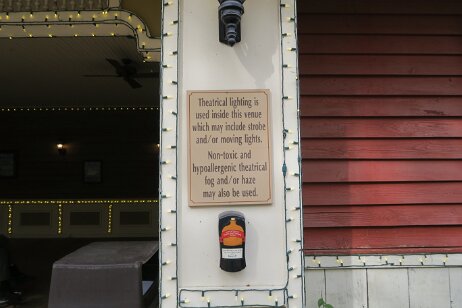 Theatrical lighting is
used inside this venue
which may include strobe
and/or moving lights.
Non-toxic and
hypoallergenic theatrical
fog and/or haze
may also be used.